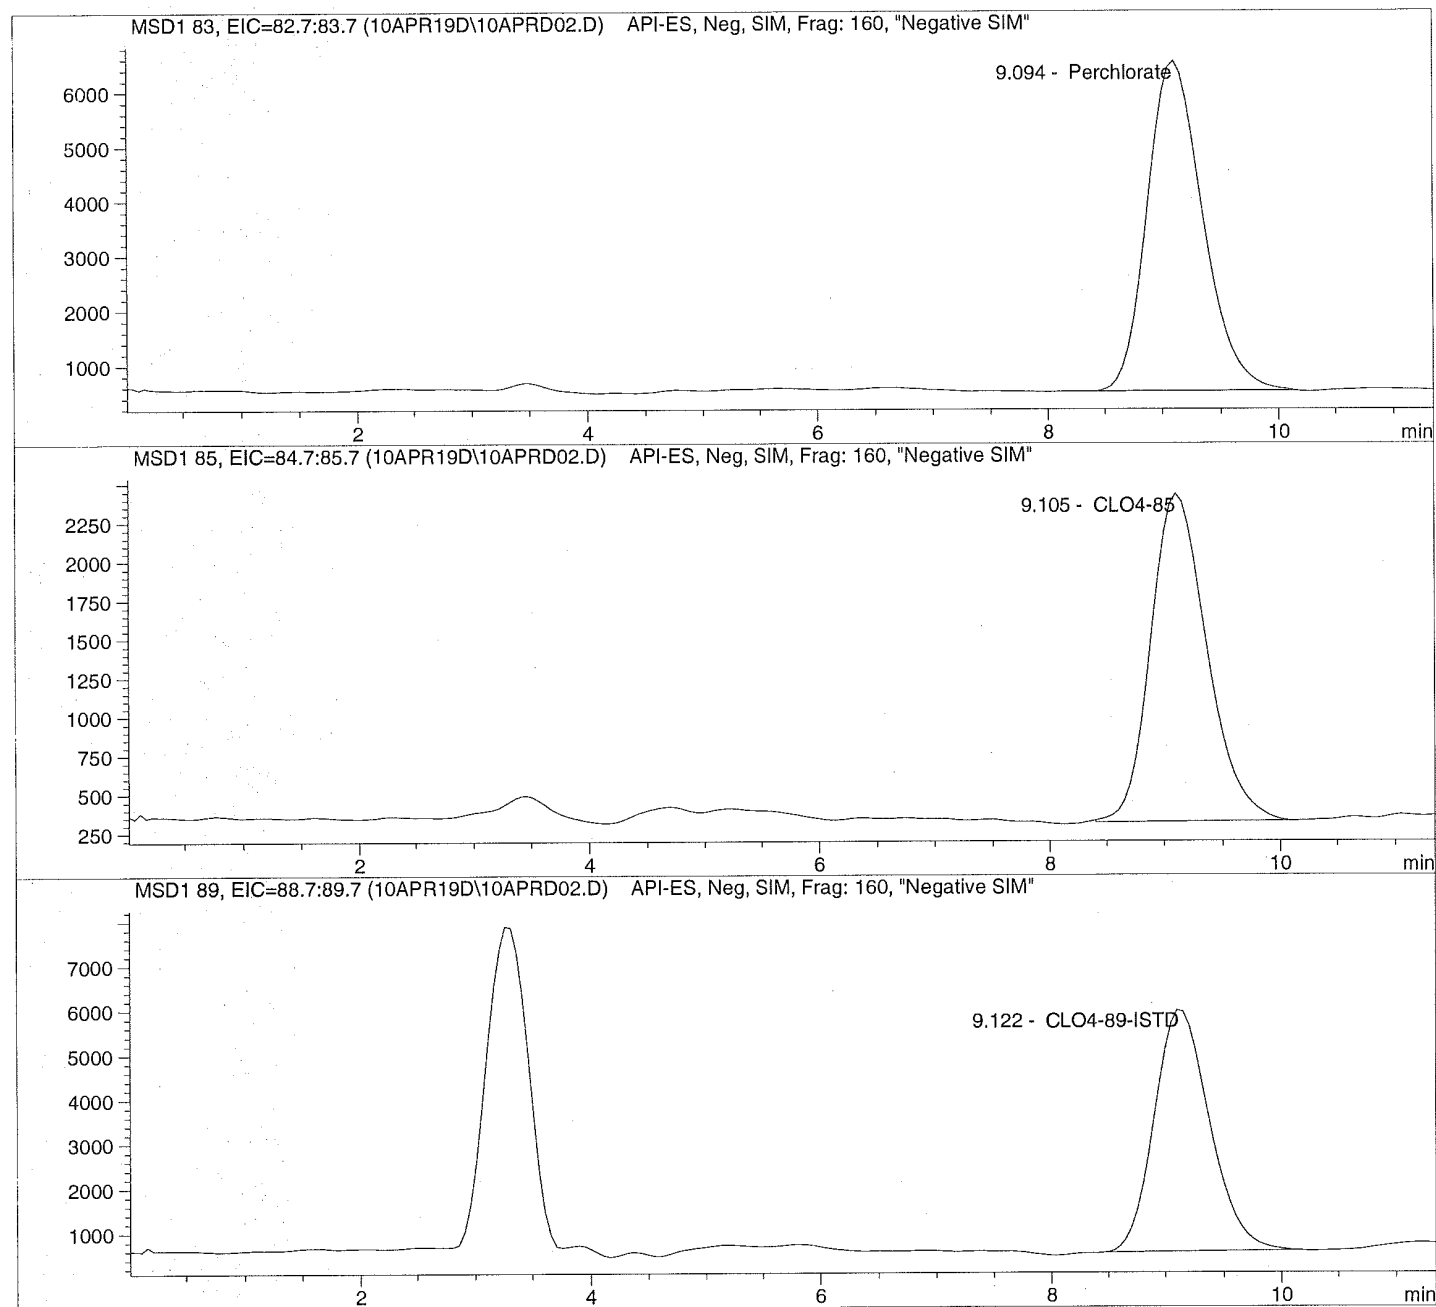 MSD1 83, EIC=82.7:83.7 (10APR19D\10APRD02.D) API-ES, Neg, SIM, Frag: 160, "Negative SIM"
9.094 - Perchlorate
6000
5000
4000
3000
2000
1000
2 4 6 8 10 min
MSD1 85, EIC=84.7:85.7 (10APR19D\10APRD02.D) API-ES, Neg, SIM, Frag: 160, "Negative SIM"
9.105 - CLO4-85
2250
2000
1750
1500
1250
1000
750
500
250
2 4 6 8 10 min
MSD1 89, EIC=88.7:89.7 (10APR19D\10APRD02.D) API-ES, Neg, SIM, Frag: 160, "Negative SIM"
7000
9.122 - CLO4-89-ISTD
6000
5000
4000
3000
2000
1000
2 4 6 8 10 min